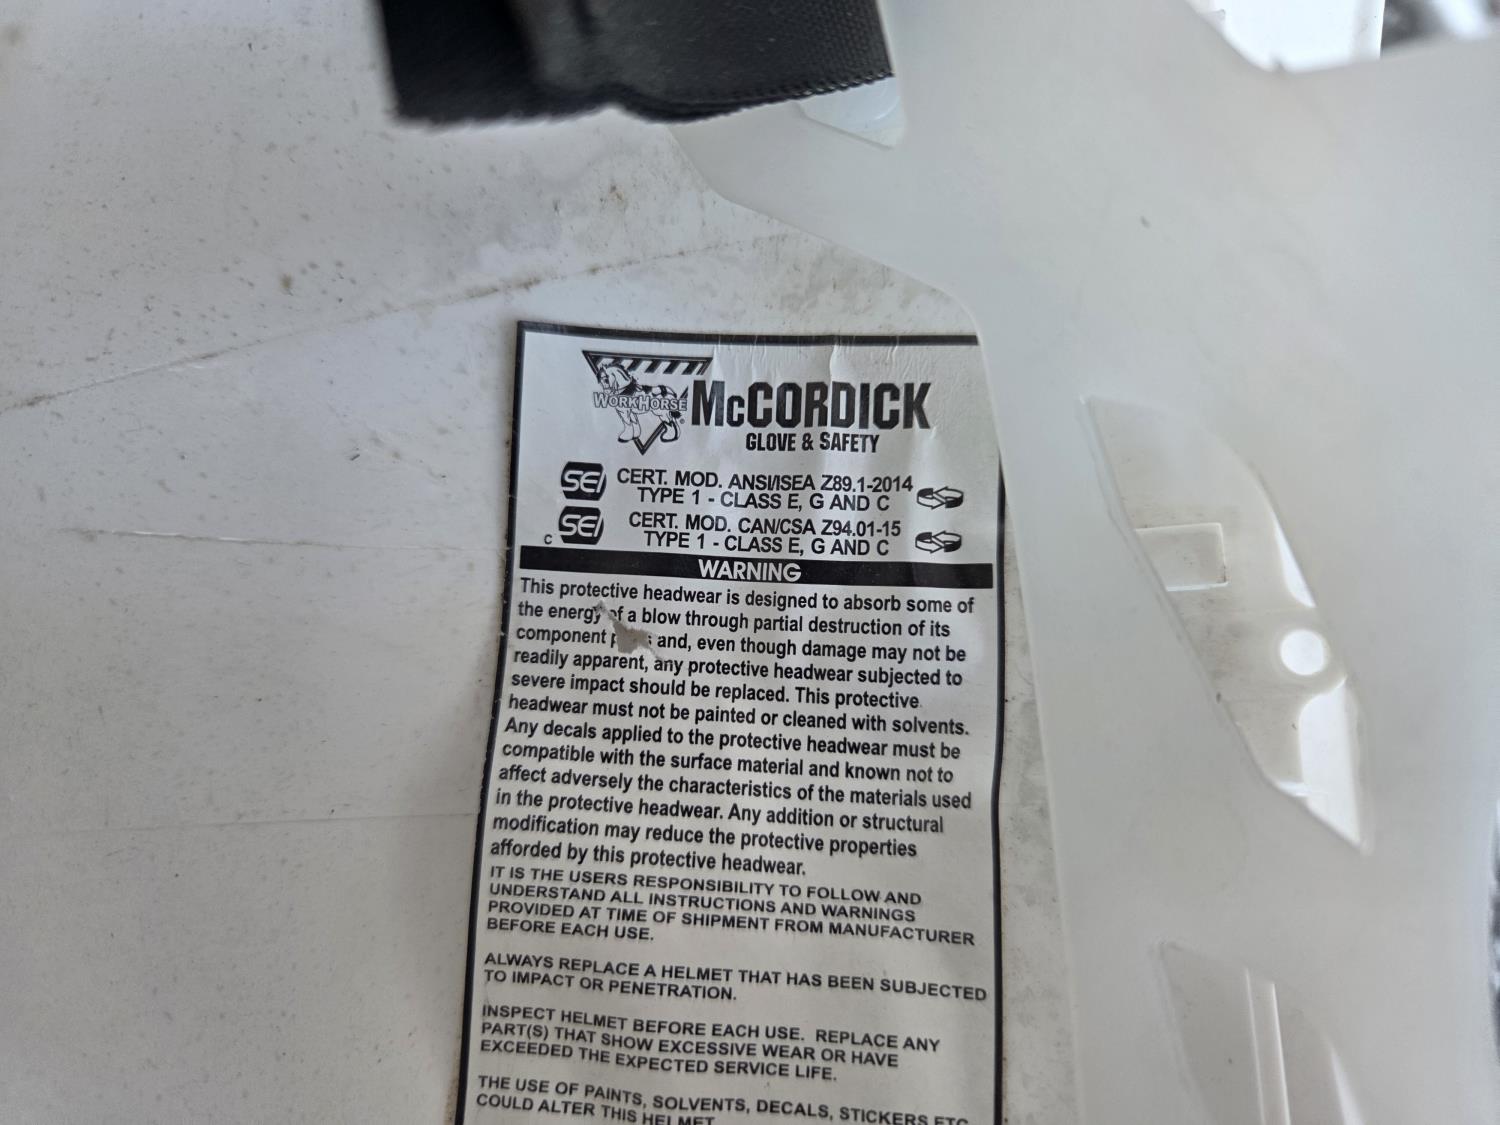 WORKHORSE
McCORDICK
GLOVE & SAFETY
SEI CERT. MOD. ANSI/ISEA Z89.1-2014
TYPE 1 - CLASS E, G AND C
C SEI CERT. MOD. CAN/CSA Z94.01-15
TYPE 1 - CLASS E, G AND C
WARNING
This protective headwear is designed to absorb some of
the energy of a blow through partial destruction of its
component and, even though damage may not be
readily apparent, any protective headwear subjected to
severe impact should be replaced. This protective
headwear must not be painted or cleaned with solvents.
Any decals applied to the protective headwear must be
compatible with the surface material and known not to
affect adversely the characteristics of the materials used
in the protective headwear. Any addition or structural
modification may reduce the protective properties
afforded by this protective headwear.
IT IS THE USERS RESPONSIBILITY TO FOLLOW AND
UNDERSTAND ALL INSTRUCTIONS AND WARNINGS
PROVIDED AT TIME OF SHIPMENT FROM MANUFACTURER
BEFORE EACH USE.
ALWAYS REPLACE A HELMET THAT HAS BEEN SUBJECTED
TO IMPACT OR PENETRATION.
INSPECT HELMET BEFORE EACH USE. REPLACE ANY
PART(S) THAT SHOW EXCESSIVE WEAR OR HAVE
EXCEEDED THE EXPECTED SERVICE LIFE.
THE USE OF PAINTS, SOLVENTS, DECALS, STICKERS ETC
COULD ALTER THIS HELMET